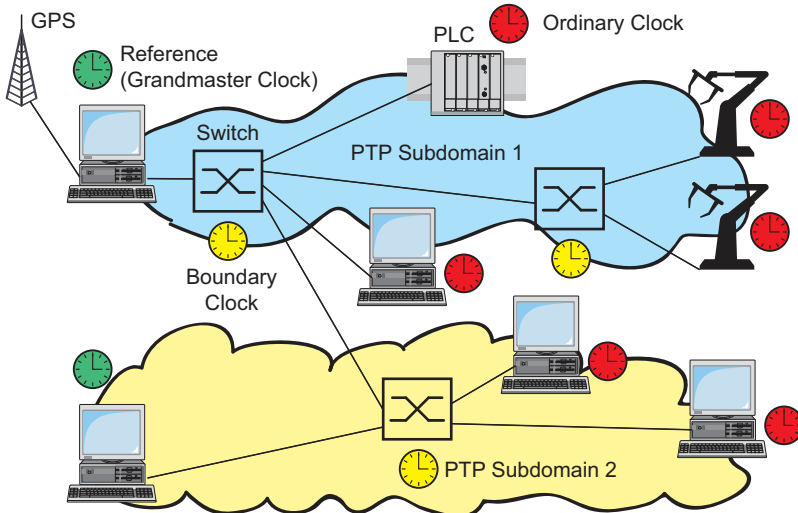 GPS
Reference
(Grandmaster Clock)
PLC
Ordinary Clock
Switch
PTP Subdomain 1
Boundary
Clock
PTP Subdomain 2